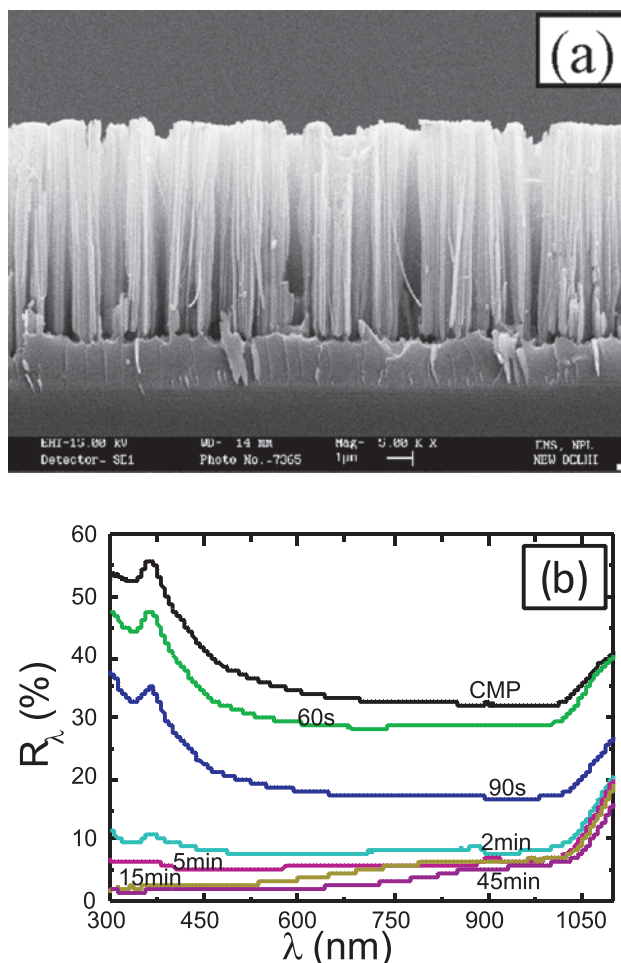 (a)
EHT-15.00 kV WD- 14 mm Mag- 5.00 K X EMS, NPL
Detector- SE1 Photo No.-7365 1μm NEW DELHI
(b)
60
50
40
30
20
10
0
Rλ (%)
CMP
60s
90s
2min
5min
15min
45min
300 450 600 750 900 1050
λ (nm)